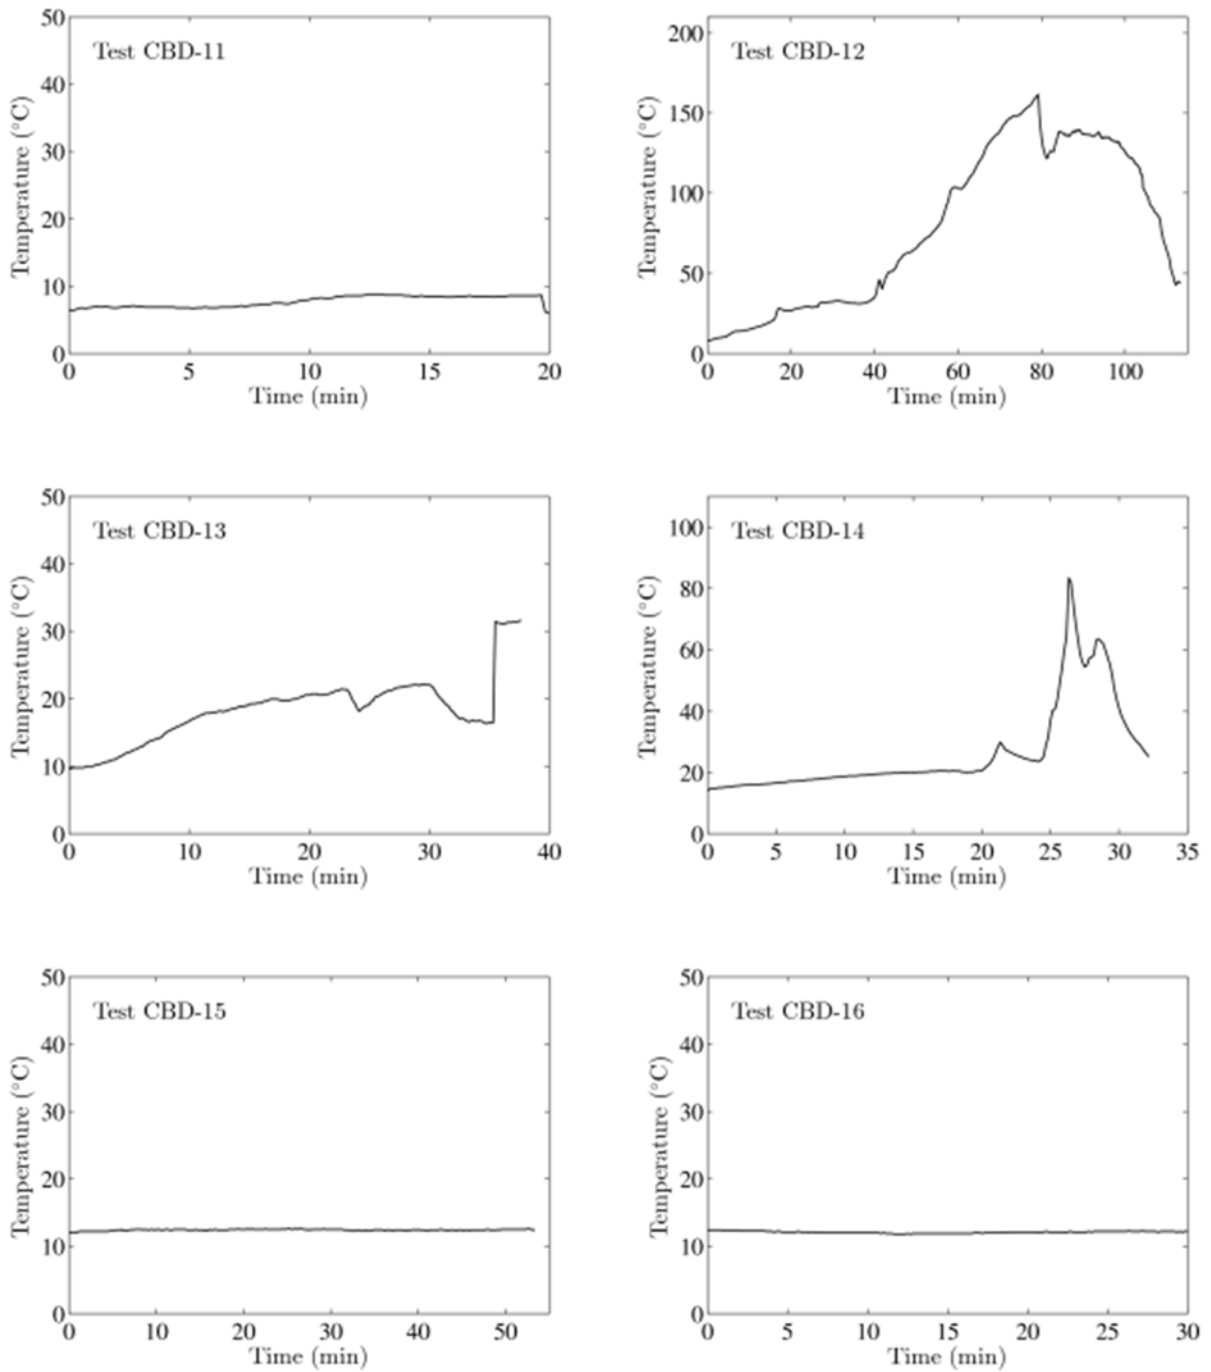 50
Test CBD-11
40
30
20
10
0
Temperature (°C)
0 5 10 15 20
Time (min)
200
Test CBD-12
150
100
50
0
Temperature (°C)
0 20 40 60 80 100
Time (min)
50
Test CBD-13
40
30
20
10
0
Temperature (°C)
0 10 20 30 40
Time (min)
100
Test CBD-14
80
60
40
20
0
Temperature (°C)
0 5 10 15 20 25 30 35
Time (min)
50
Test CBD-15
40
30
20
10
0
Temperature (°C)
0 10 20 30 40 50
Time (min)
50
Test CBD-16
40
30
20
10
0
Temperature (°C)
0 5 10 15 20 25 30
Time (min)